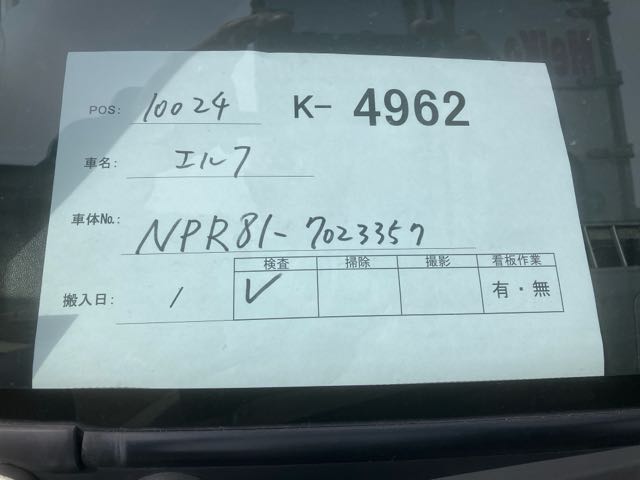 POS: 10024 K- 4962
車名: エルフ
車体No.: NPR81-7023357
検査 掃除 撮影 看板作業
搬入日: / ✓ 有・無